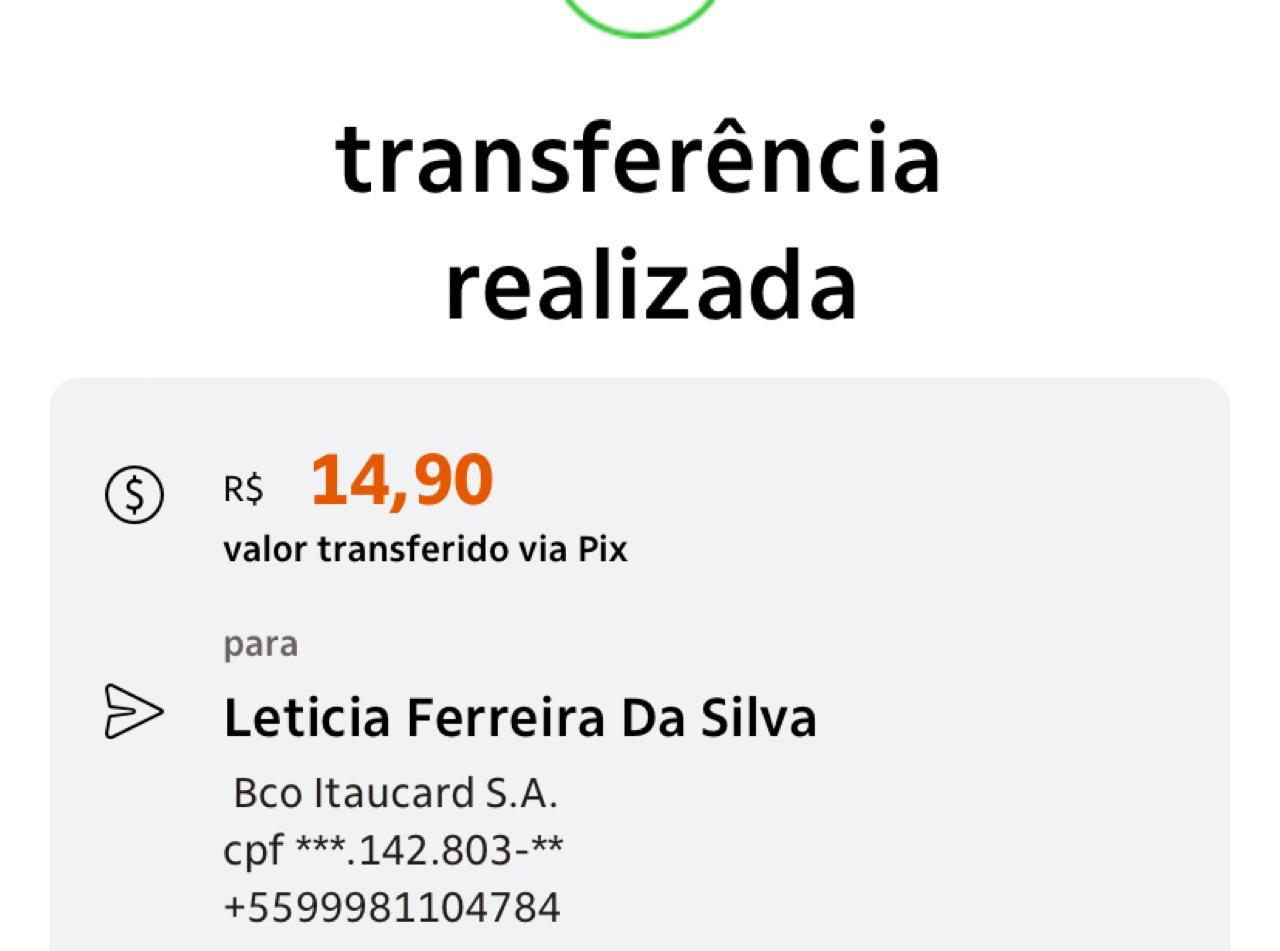 transferência
realizada
R$ 14,90
valor transferido via Pix
para
Leticia Ferreira Da Silva
Bco Itaucard S.A.
cpf ***.142.803-**
+5599981104784